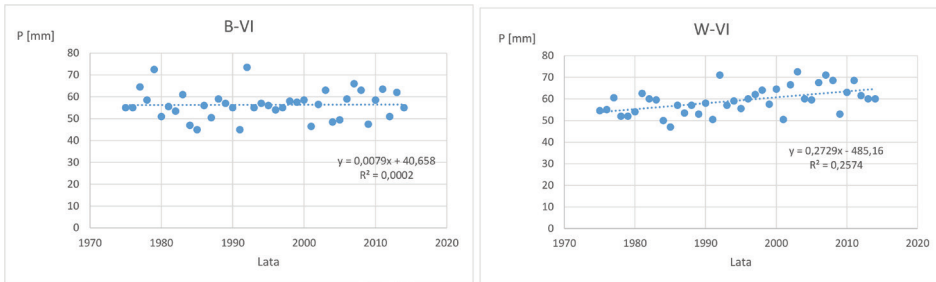 B-VI
P [mm]
80
70
60
50
40
30
20
10
0
y = 0,0079x + 40,658
R² = 0,0002
1970 1980 1990 2000 2010 2020
Lata
W-VI
P [mm]
80
70
60
50
40
30
20
10
0
y = 0,2729x - 485,16
R² = 0,2574
1970 1980 1990 2000 2010 2020
Lata